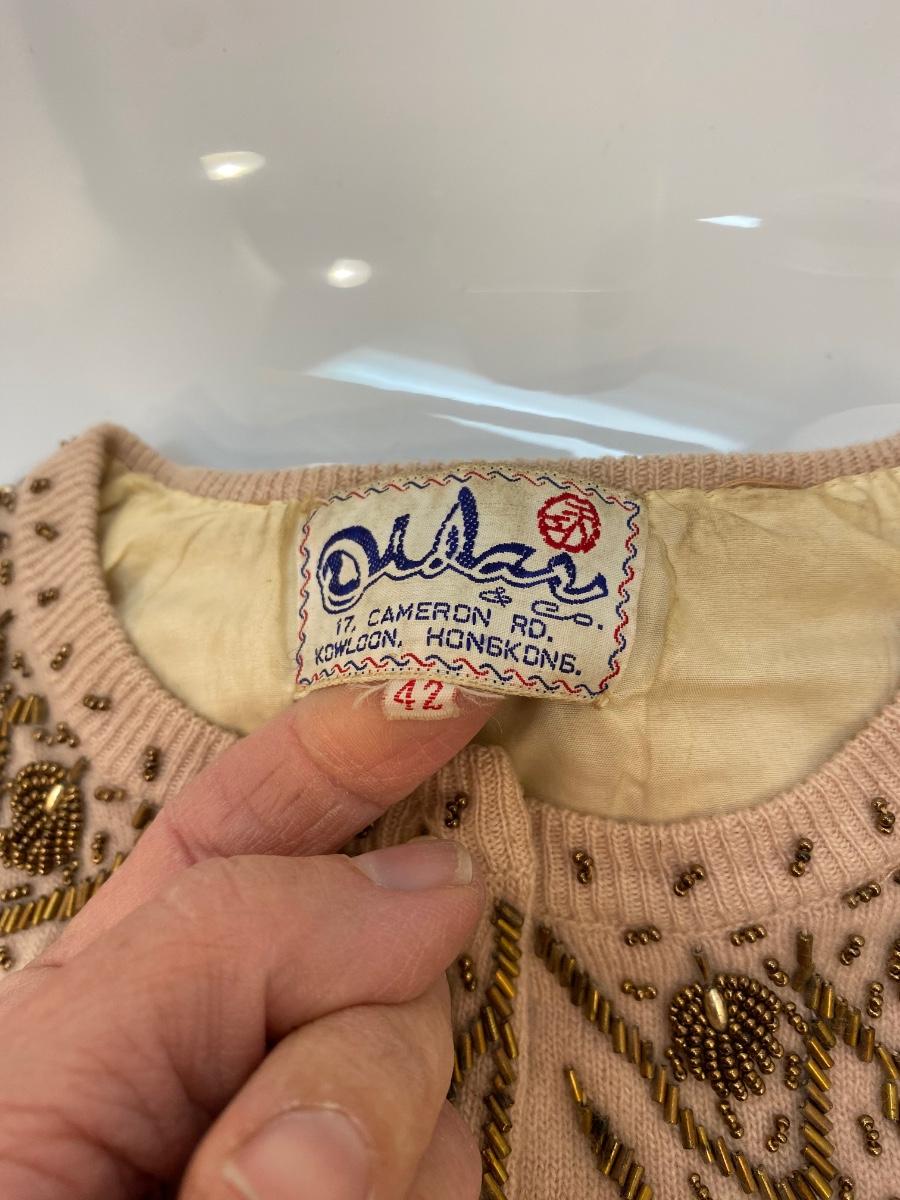 & Co.
17, CAMERON RD.
KOWLOON, HONGKONG.
42